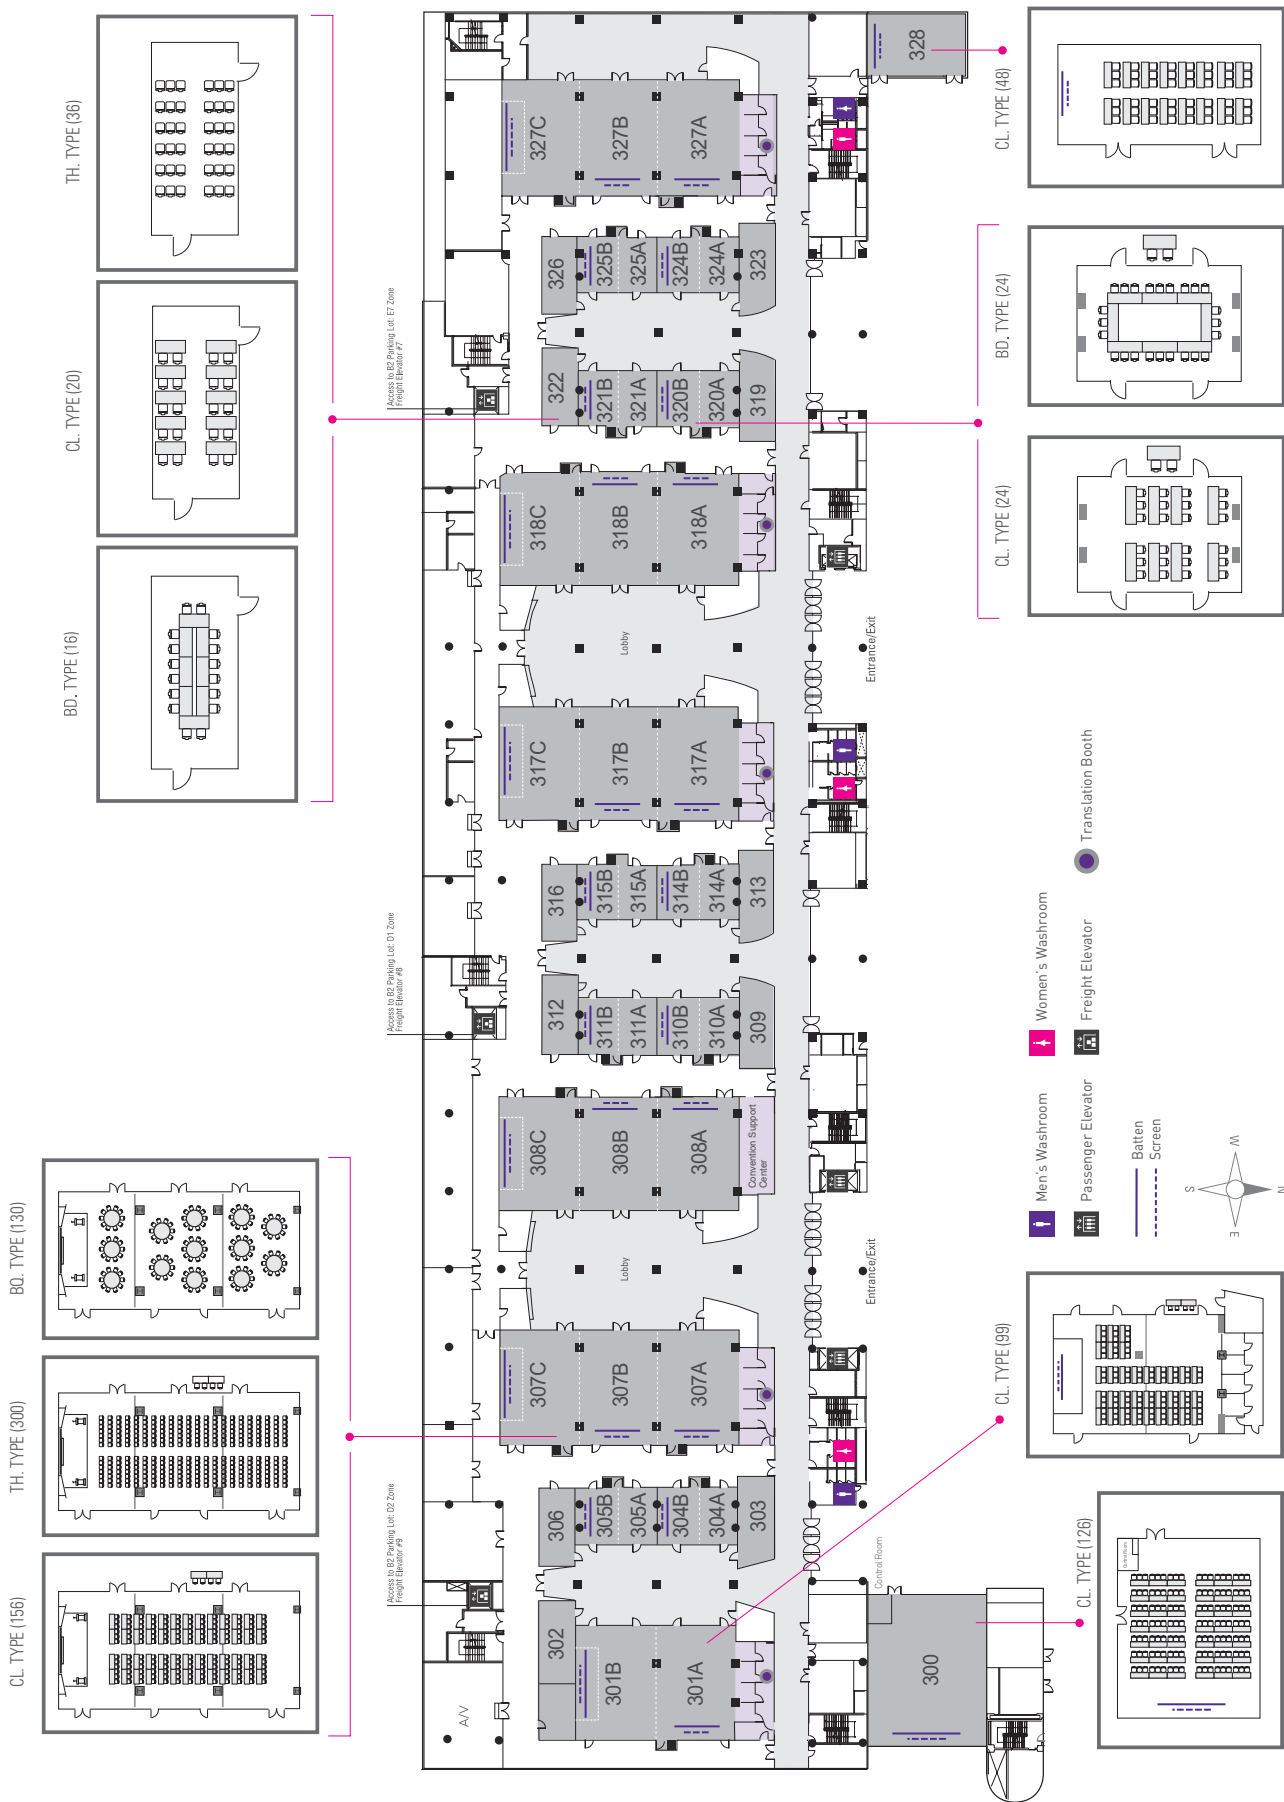 TH. TYPE (36)
CL. TYPE (20)
BD. TYPE (16)
BQ. TYPE (130)
TH. TYPE (300)
CL. TYPE (156)
Access to B2 Parking Lot: E7 Zone
Freight Elevator #7
Access to B2 Parking Lot: D1 Zone
Freight Elevator #8
Access to B2 Parking Lot: D2 Zone
Freight Elevator #9
A/V
328
327C
327B
327A
326
325B
325A
324B
324A
323
322
321B
321A
320B
320A
319
318C
318B
318A
Lobby
Entrance/Exit
317C
317B
317A
316
315B
315A
314B
314A
313
312
311B
311A
310B
310A
309
308C
308B
308A
Convention Support
Center
Lobby
Entrance/Exit
307C
307B
307A
306
305B
305A
304B
304A
303
302
301B
301A
Control Room
300
CL. TYPE (48)
BD. TYPE (24)
CL. TYPE (24)
CL. TYPE (99)
CL. TYPE (126)
Control Room
Men's Washroom
Women's Washroom
Passenger Elevator
Freight Elevator
Translation Booth
Batten
Screen
S
W
E
N